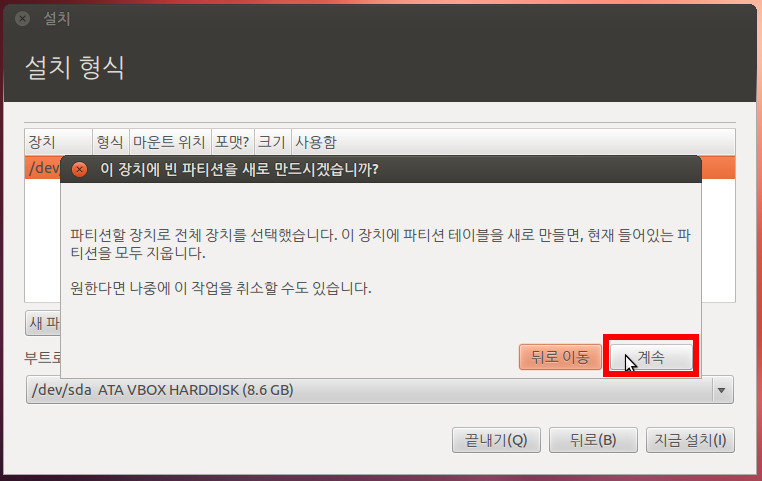 설치
설치 형식
장치 형식 마운트 위치 포맷? 크기 사용함
/dev/
이 장치에 빈 파티션을 새로 만드시겠습니까?
파티션할 장치로 전체 장치를 선택했습니다. 이 장치에 파티션 테이블을 새로 만들면, 현재 들어있는 파
티션을 모두 지웁니다.
원한다면 나중에 이 작업을 취소할 수도 있습니다.
새 파
뒤로 이동 계속
부트로
/dev/sda ATA VBOX HARDDISK (8.6 GB)
끝내기(Q) 뒤로(B) 지금 설치(I)